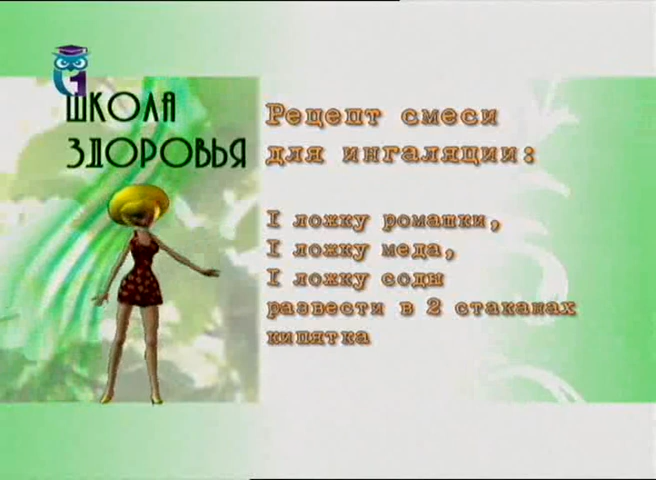 1
ШКОЛА
ЗДОРОВЬЯ
Рецепт смеси
для ингаляции:
1 ложку ромашки,
1 ложку меда,
1 ложку соды
развести в 2 стаканах
кипятка